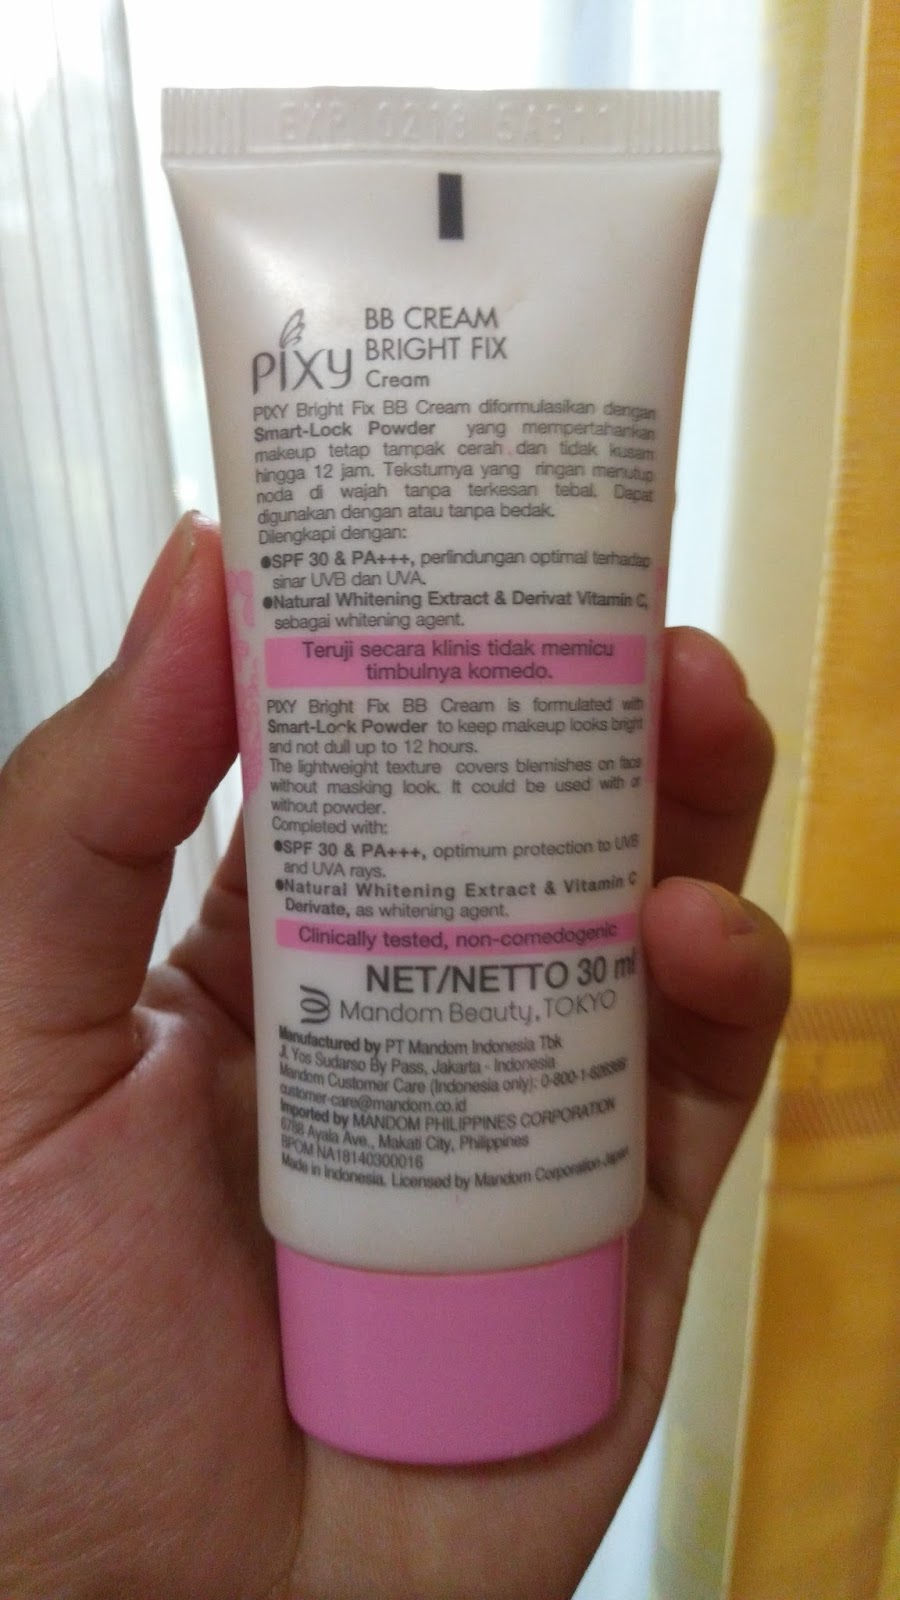 EXP 0218 5A311
PIXY
BB CREAM
BRIGHT FIX
Cream
PIXY Bright Fix BB Cream diformulasikan dengan
Smart-Lock Powder yang mempertahankan
makeup tetap tampak cerah dan tidak kusam
hingga 12 jam. Teksturnya yang ringan menutup
noda di wajah tanpa terkesan tebal. Dapat
digunakan dengan atau tanpa bedak.
Dilengkapi dengan:
●SPF 30 & PA+++, perlindungan optimal terhadap
sinar UVB dan UVA.
●Natural Whitening Extract & Derivat Vitamin C,
sebagai whitening agent.
Teruji secara klinis tidak memicu
timbulnya komedo.
PIXY Bright Fix BB Cream is formulated with
Smart-Lock Powder to keep makeup looks bright
and not dull up to 12 hours.
The lightweight texture covers blemishes on face
without masking look. It could be used with or
without powder.
Completed with:
●SPF 30 & PA+++, optimum protection to UVB
and UVA rays.
●Natural Whitening Extract & Vitamin C
Derivate, as whitening agent.
Clinically tested, non-comedogenic
NET/NETTO 30 ml
Mandom Beauty, TOKYO
Manufactured by PT Mandom Indonesia Tbk
Jl. Yos Sudarso By Pass, Jakarta - Indonesia
Mandom Customer Care (Indonesia only): 
customer-care@mandom.co.id
Imported by MANDOM PHILIPPINES CORPORATION
6788 Ayala Ave., Makati City, Philippines
BPOM NA18140300016
Made in Indonesia. Licensed by Mandom Corporation Japan